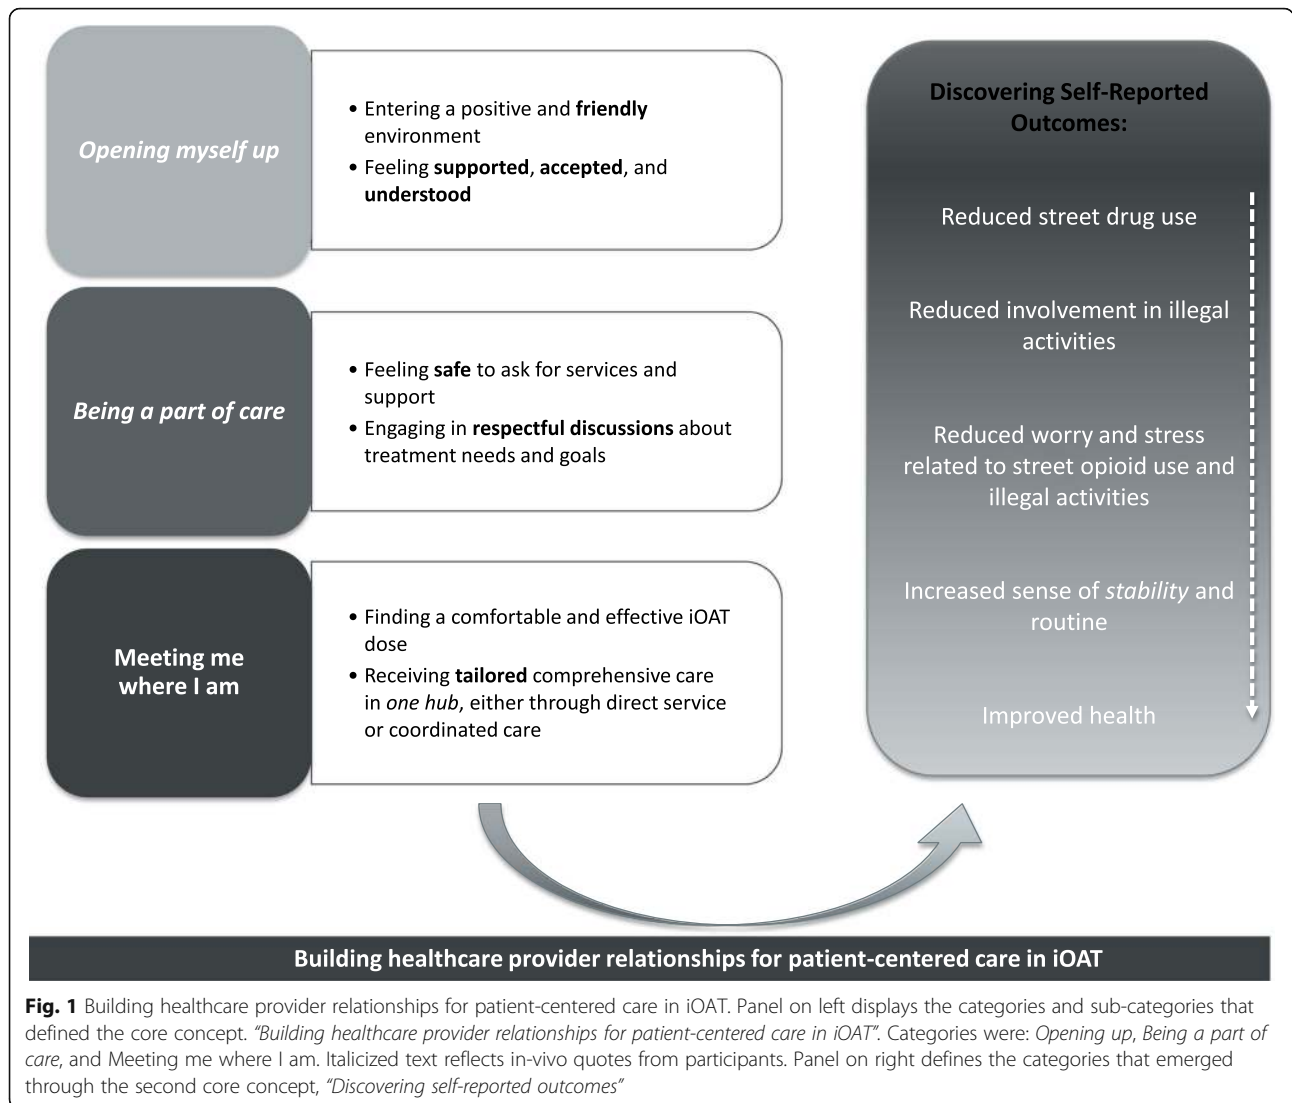 Opening myself up
• Entering a positive and friendly
environment
• Feeling supported, accepted, and
understood
Being a part of care
• Feeling safe to ask for services and
support
• Engaging in respectful discussions about
treatment needs and goals
Meeting me
where I am
• Finding a comfortable and effective iOAT
dose
• Receiving tailored comprehensive care
in one hub, either through direct service
or coordinated care
Discovering Self-Reported
Outcomes:
Reduced street drug use
Reduced involvement in illegal
activities
Reduced worry and stress
related to street opioid use and
illegal activities
Increased sense of stability and
routine
Improved health
Building healthcare provider relationships for patient-centered care in iOAT
Fig. 1 Building healthcare provider relationships for patient-centered care in iOAT. Panel on left displays the categories and sub-categories that
defined the core concept. “Building healthcare provider relationships for patient-centered care in iOAT”. Categories were: Opening up, Being a part of
care, and Meeting me where I am. Italicized text reflects in-vivo quotes from participants. Panel on right defines the categories that emerged
through the second core concept, “Discovering self-reported outcomes”